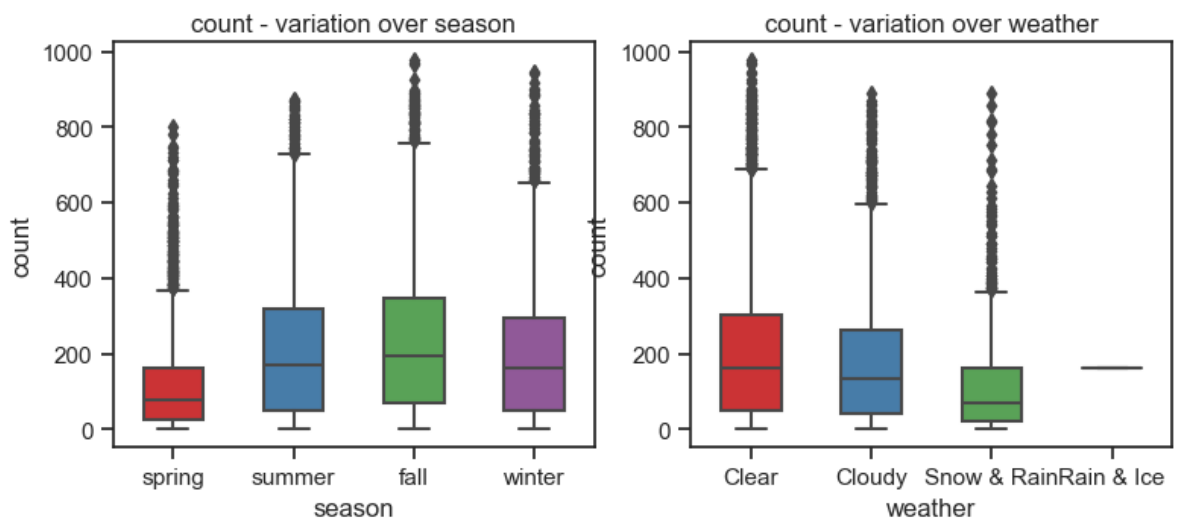 count - variation over season
1000
800
600
400
200
0
count
spring summer fall winter
season
count - variation over weather
1000
800
600
400
200
0
count
Clear Cloudy Snow & Rain Rain & Ice
weather